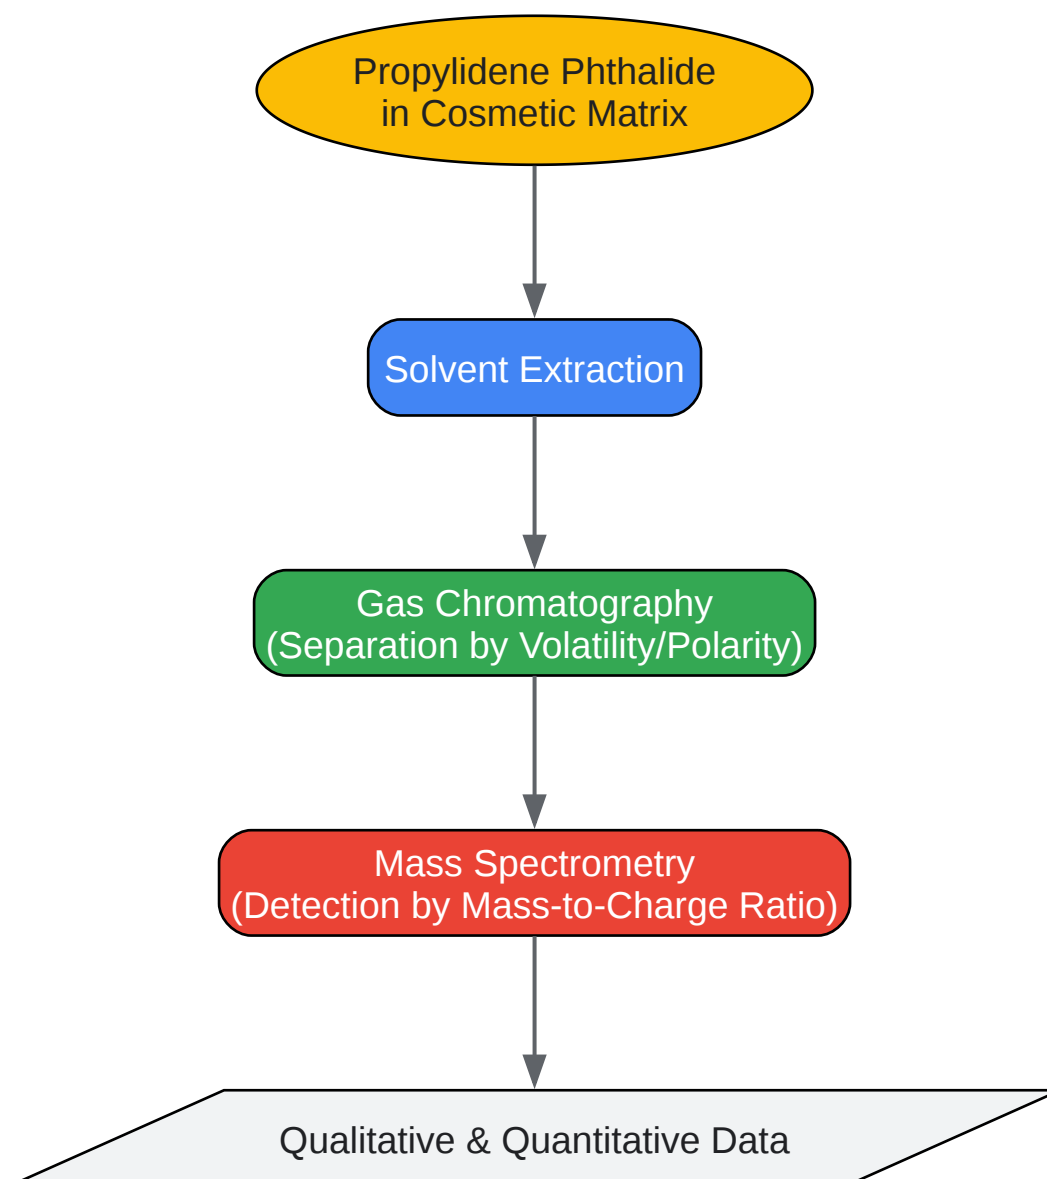 Propylidene Phthalide
in Cosmetic Matrix
Solvent Extraction
Gas Chromatography
(Separation by Volatility/Polarity)
Mass Spectrometry
(Detection by Mass-to-Charge Ratio)
Qualitative & Quantitative Data